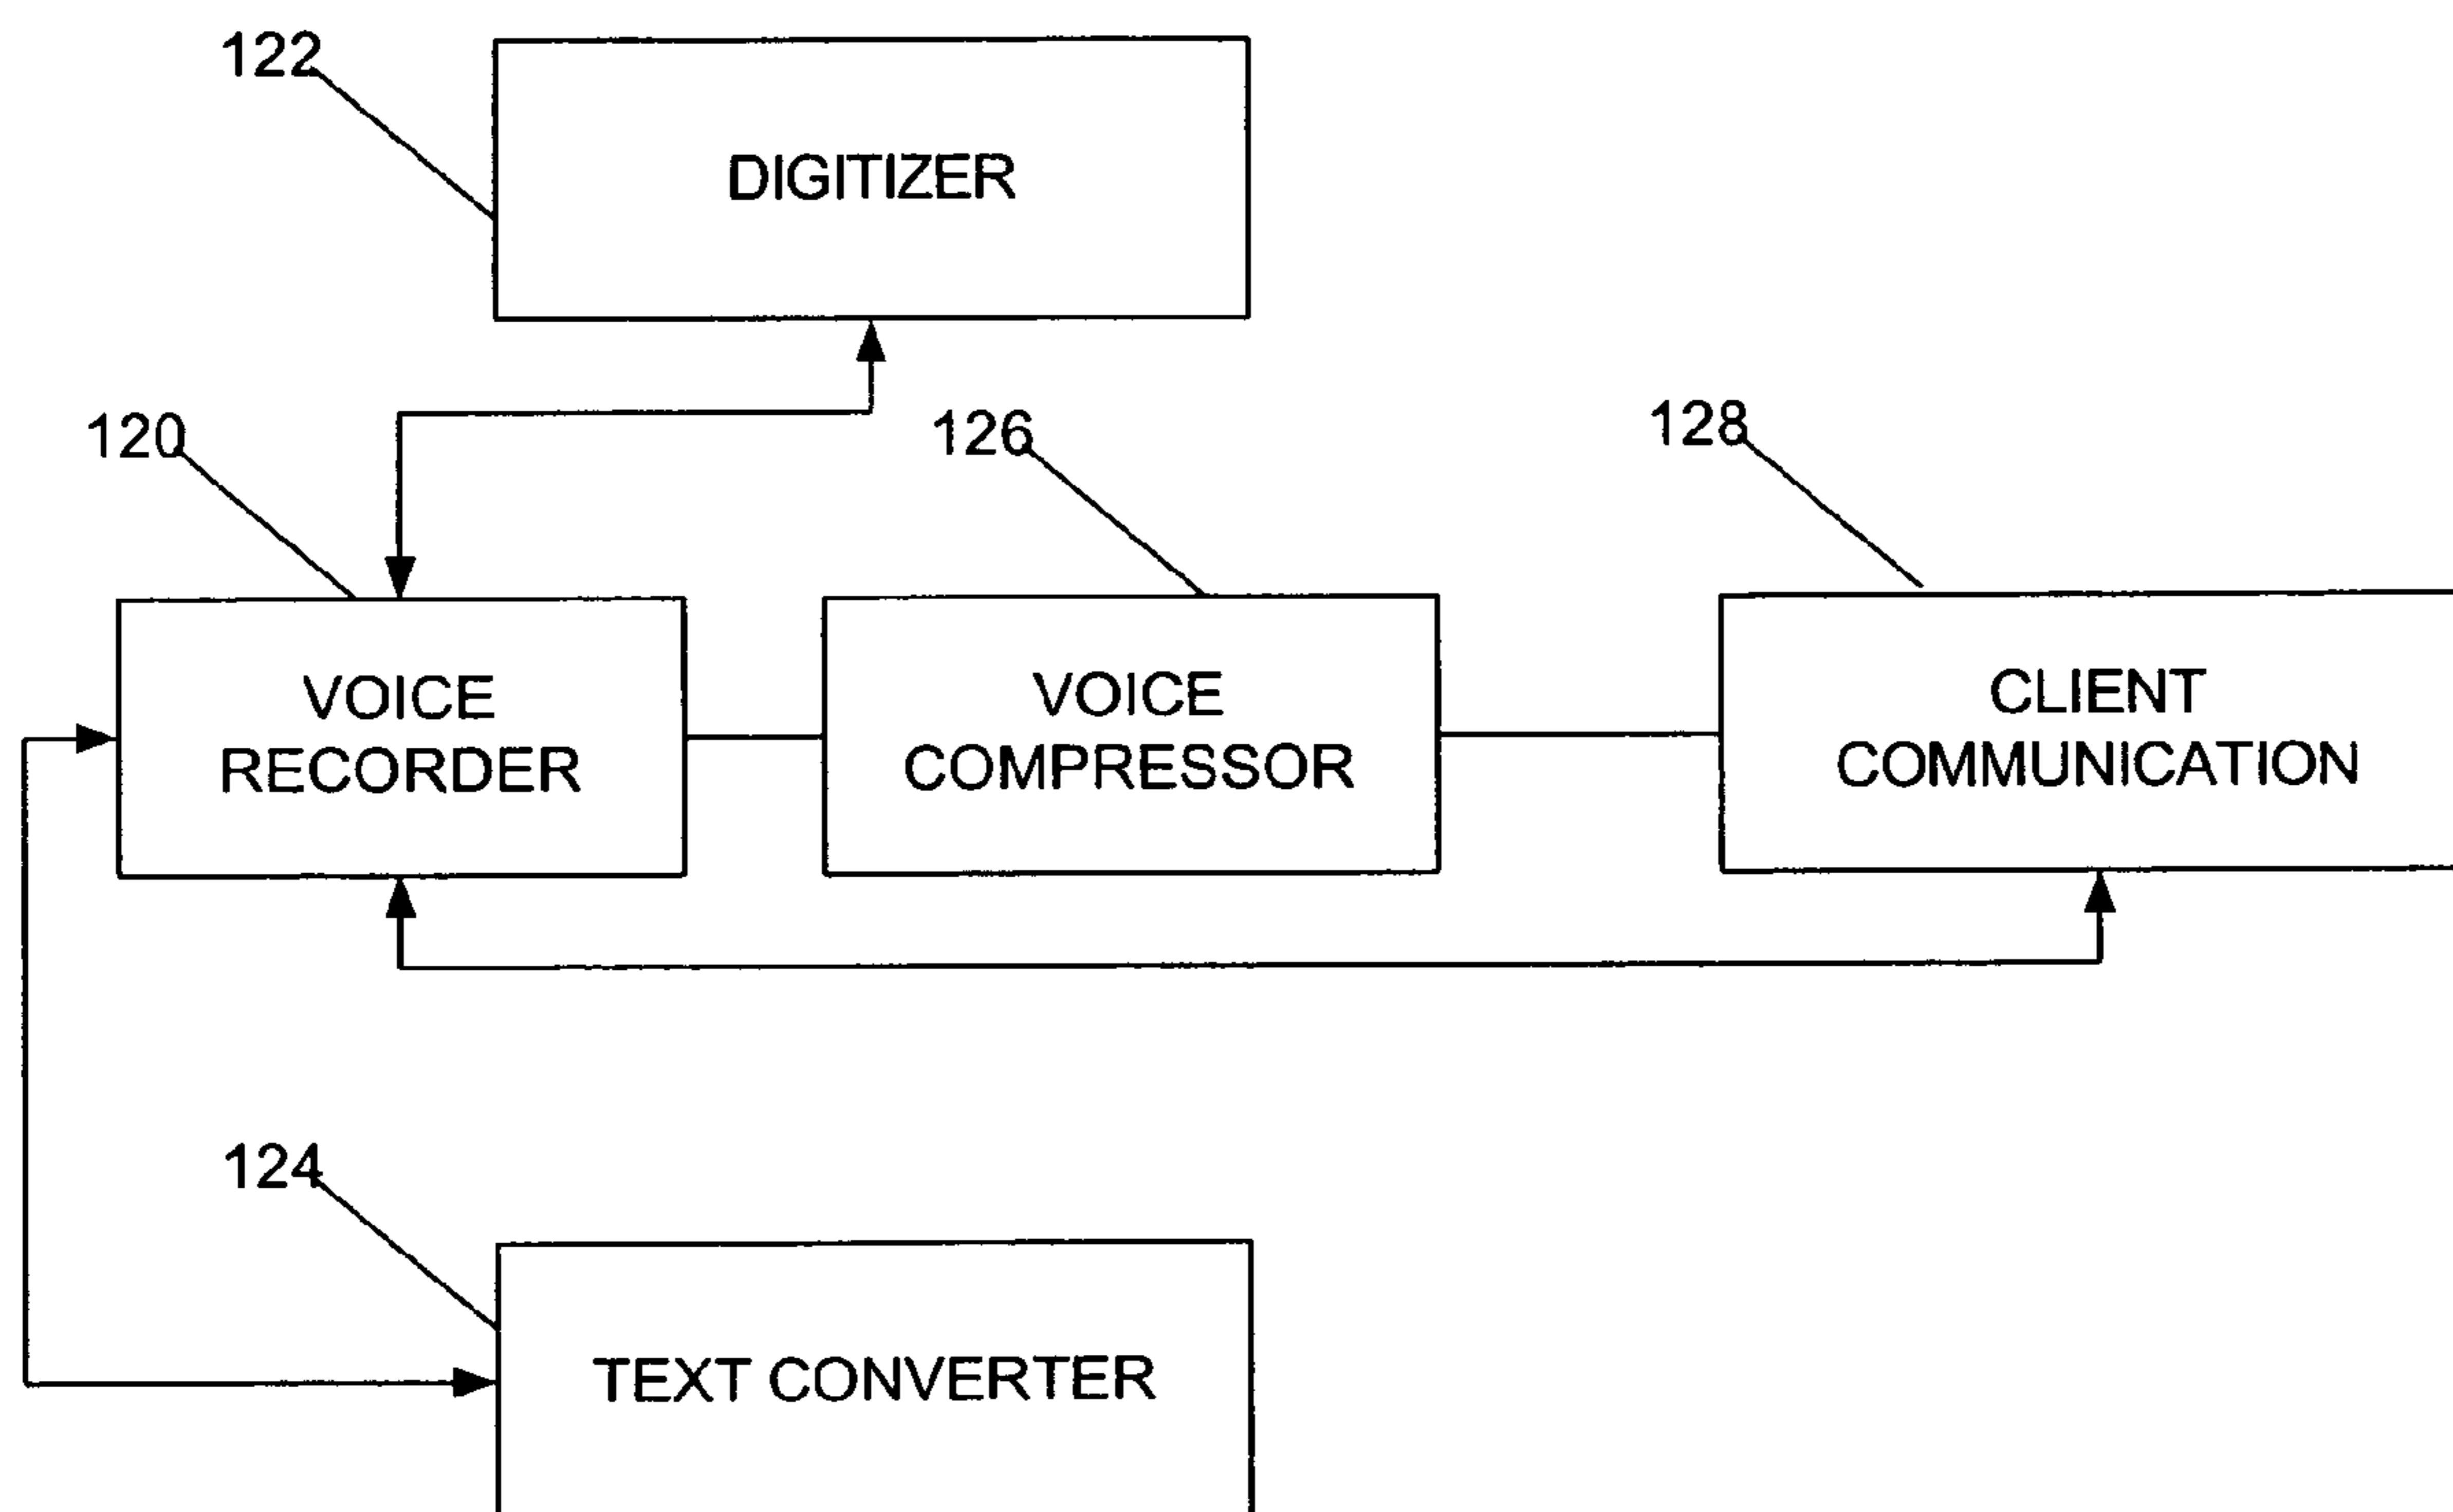 122
DIGITIZER
120
126
128
VOICE
RECORDER
VOICE
COMPRESSOR
CLIENT
COMMUNICATION
124
TEXT CONVERTER